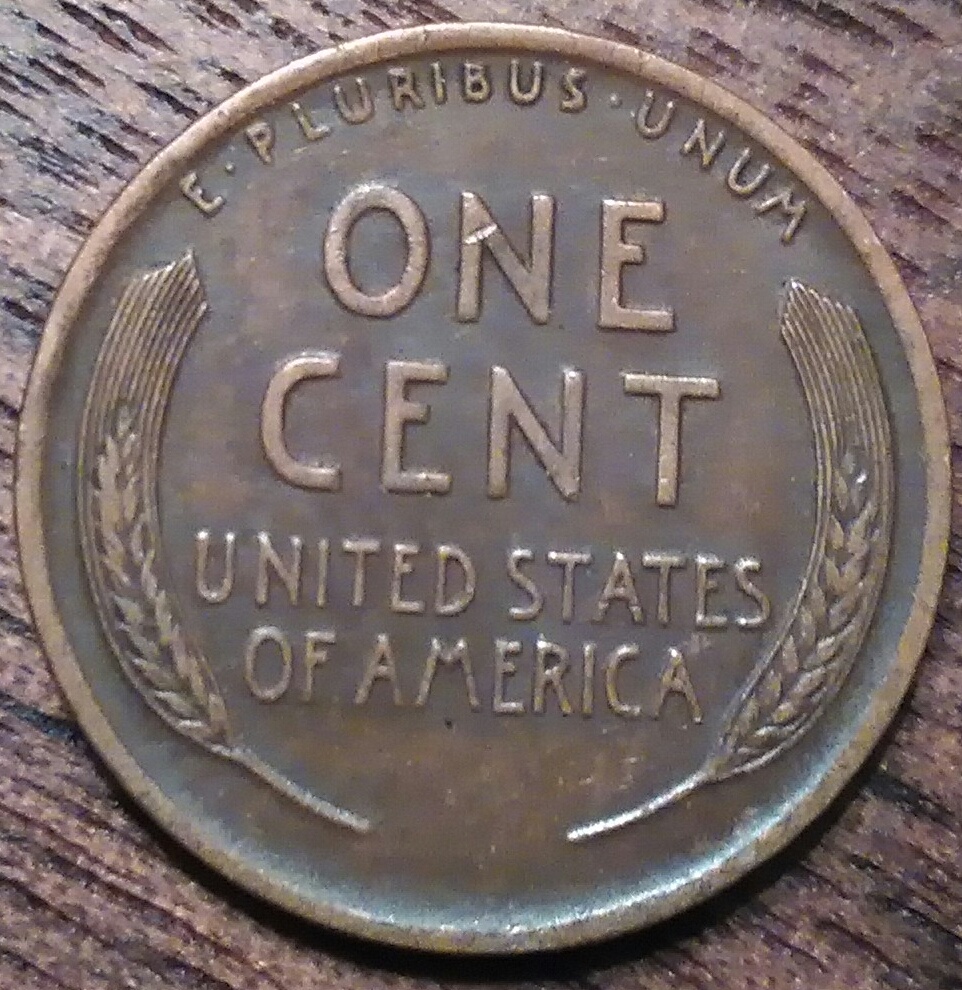 E·PLURIBUS·UNUM
ONE
CENT
UNITED STATES
OF AMERICA